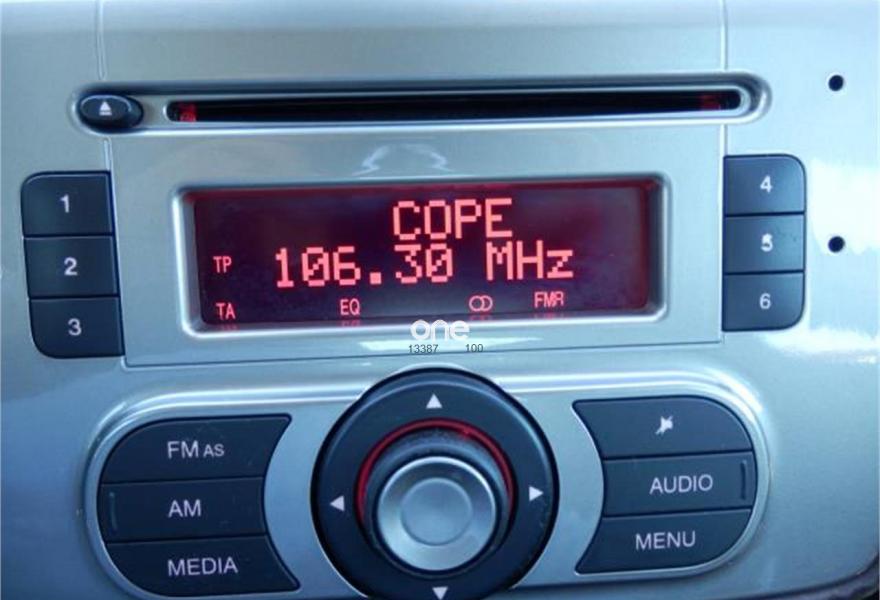 1
2
3
4
5
6
COPE
TP 106.30 MHz
TA EQ FMR
one
13387 100
FM AS
AM
MEDIA
AUDIO
MENU